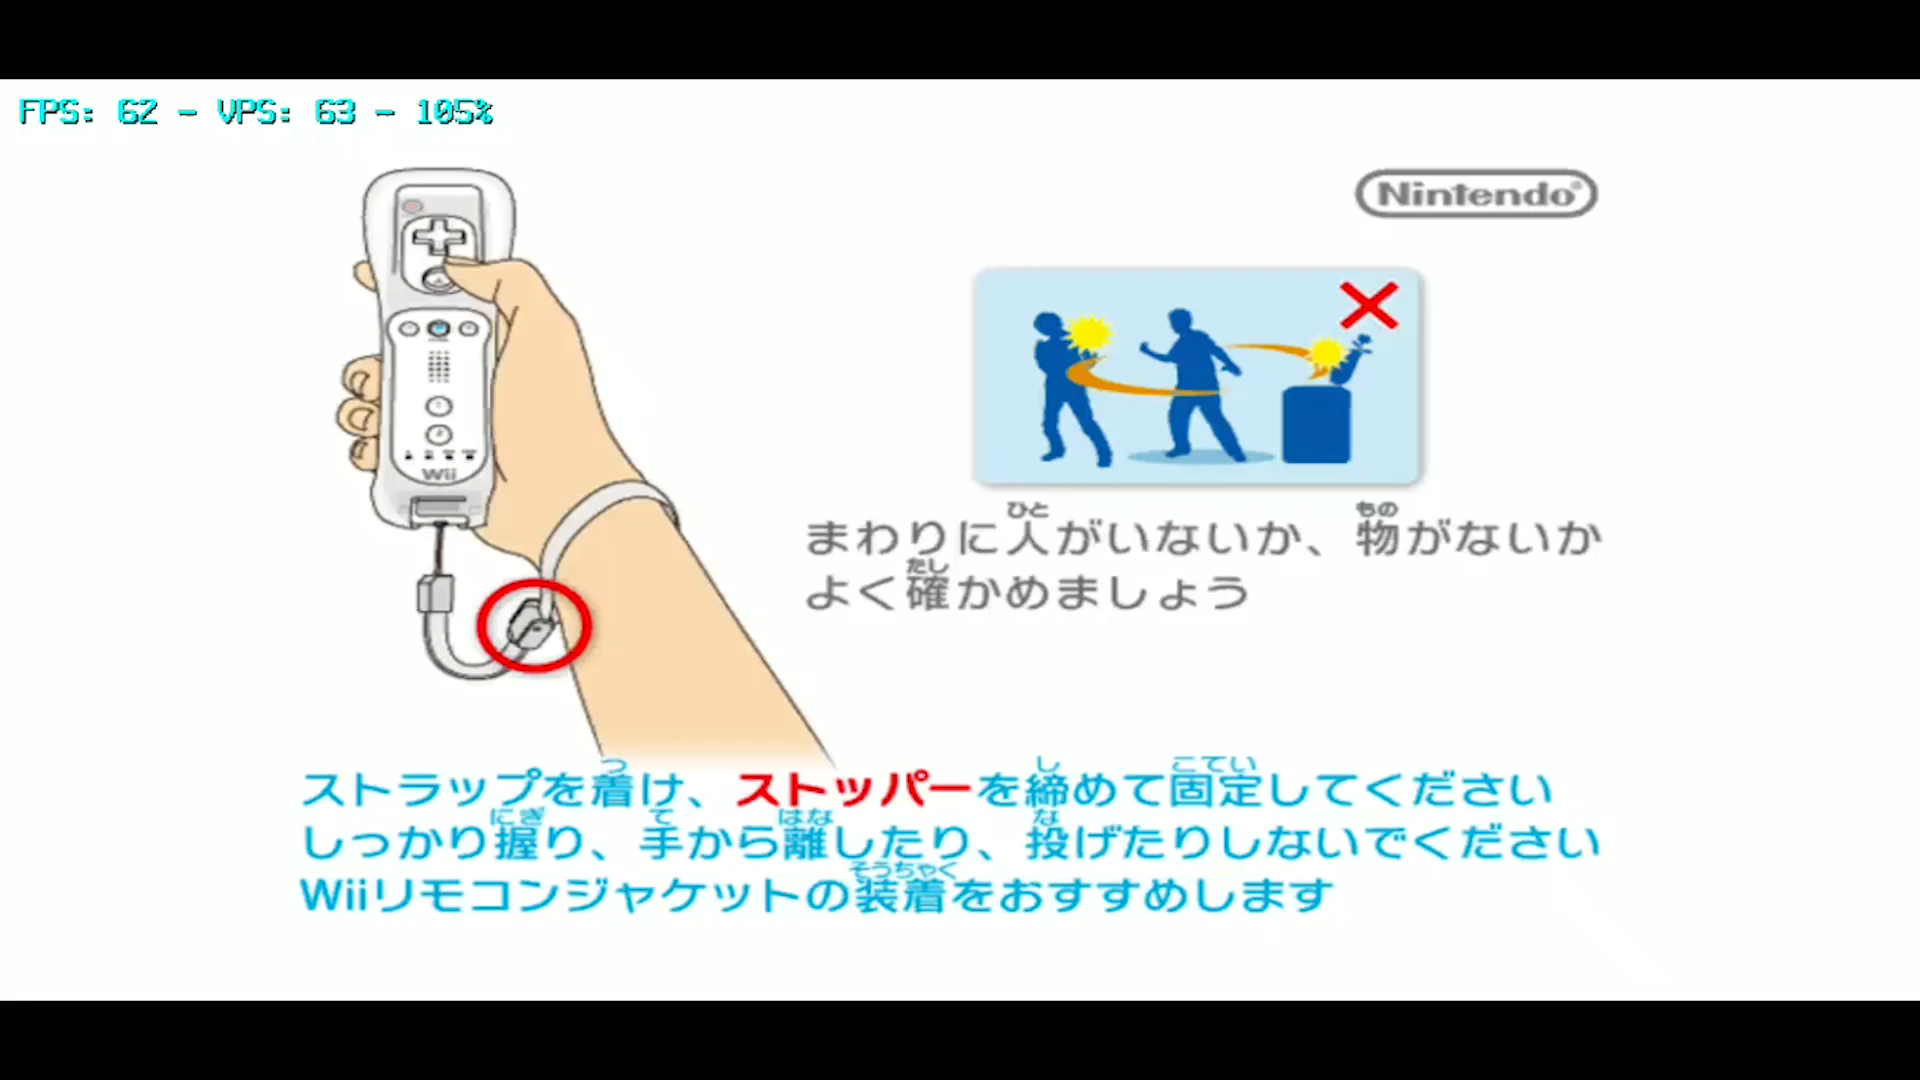 FPS: 62 - VPS: 63 - 105%
Nintendo®
Wii
まわりに人がいないか、物がないか
よく確かめましょう
ストラップを着け、ストッパーを締めて固定してください
しっかり握り、手から離したり、投げたりしないでください
Wiiリモコンジャケットの装着をおすすめします